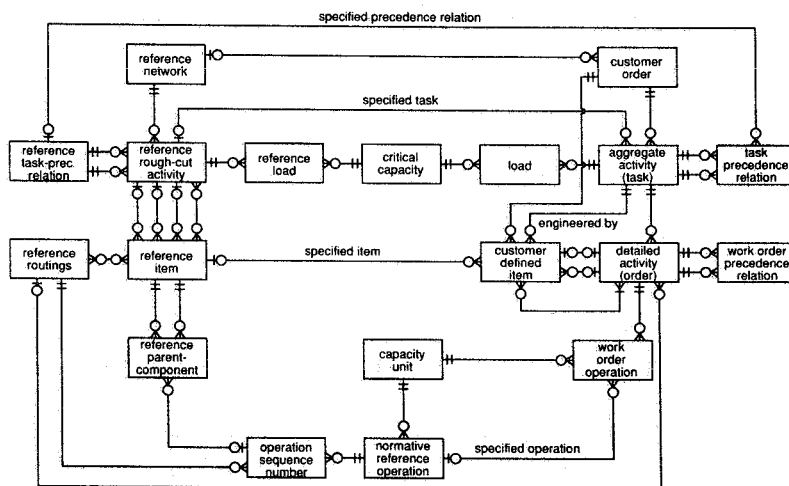 specified precedence relation
reference
network
customer
order
specified task
reference
task-prec.
relation
reference
rough-cut
activity
reference
load
critical
capacity
load
aggregate
activity
(task)
task
precedence
relation
engineered by
reference
routings
reference
item
specified item
customer
defined
item
detailed
activity
(order)
work order
precedence
relation
reference
parent-
component
capacity
unit
work
order
operation
operation
sequence
number
normative
reference
operation
specified operation